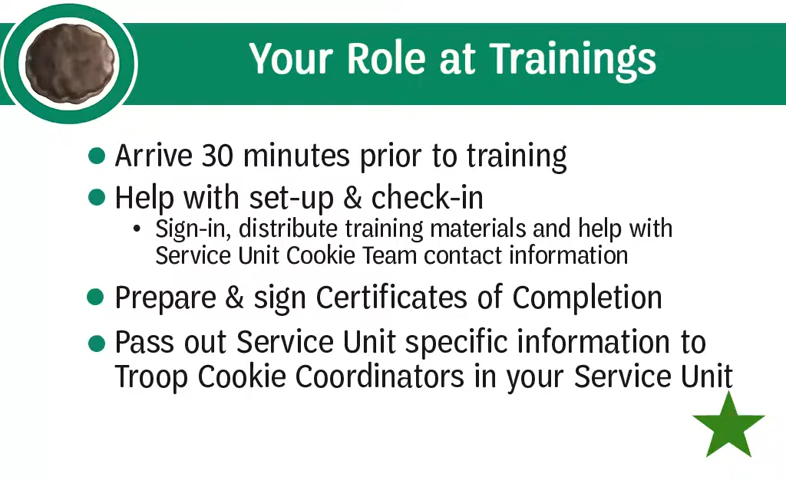 Your Role at Trainings
Arrive 30 minutes prior to training
Help with set-up & check-in
Sign-in, distribute training materials and help with
Service Unit Cookie Team contact information
Prepare & sign Certificates of Completion
Pass out Service Unit specific information to
Troop Cookie Coordinators in your Service Unit